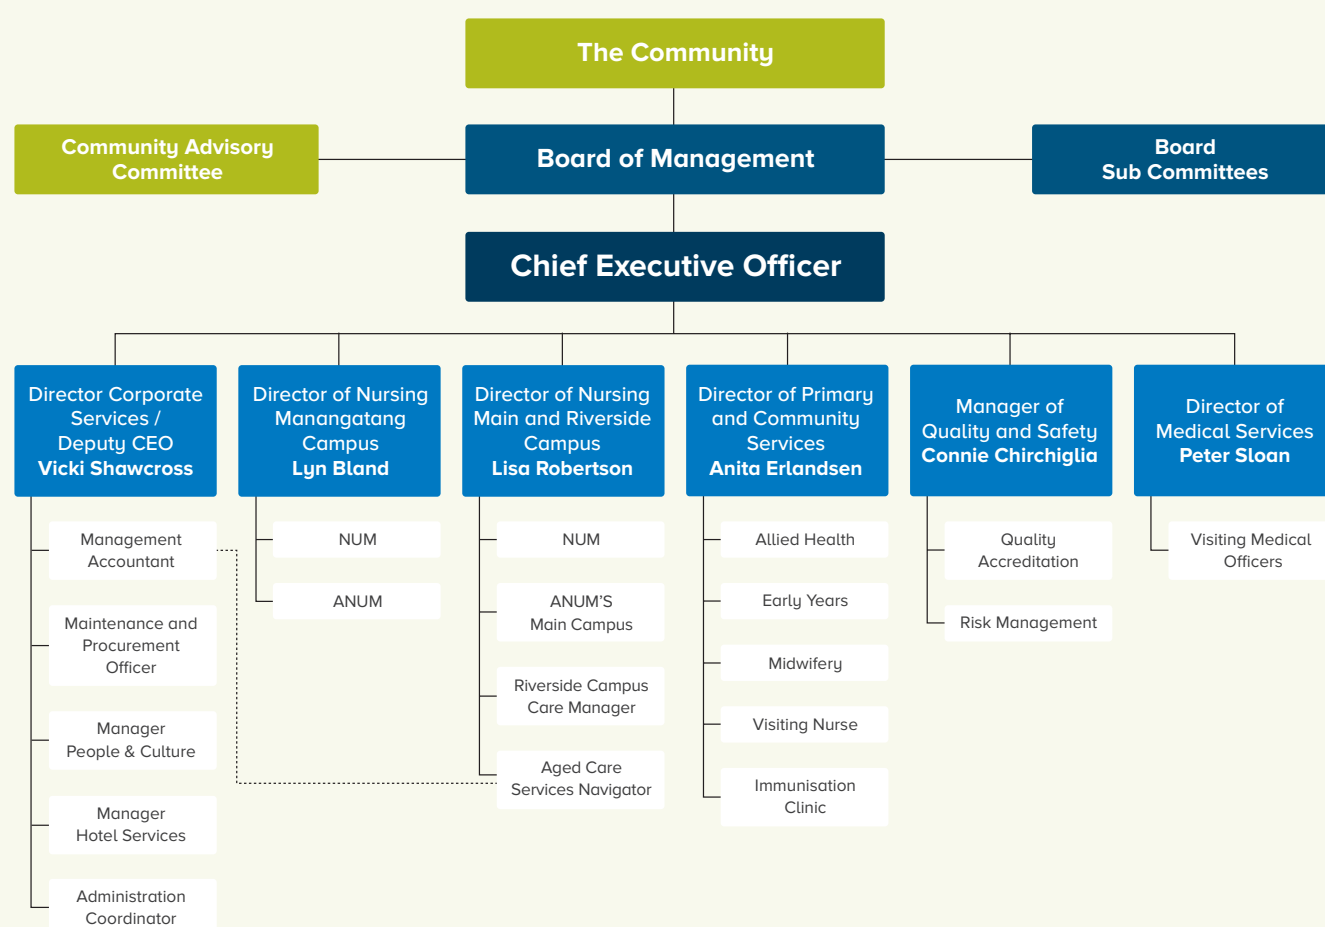 The Community
Community Advisory
Committee
Board of Management
Board
Sub Committees
Chief Executive Officer
Director Corporate
Services /
Deputy CEO
Vicki Shawcross
Management
Accountant
Maintenance and
Procurement
Officer
Manager
People & Culture
Manager
Hotel Services
Administration
Coordinator
Director of Nursing
Manangatang
Campus
Lyn Bland
NUM
ANUM
Director of Nursing
Main and Riverside
Campus
Lisa Robertson
NUM
ANUM'S
Main Campus
Riverside Campus
Care Manager
Aged Care
Services Navigator
Director of Primary
and Community
Services
Anita Erlandsen
Allied Health
Early Years
Midwifery
Visiting Nurse
Immunisation
Clinic
Manager of
Quality and Safety
Connie Chirchiglia
Quality
Accreditation
Risk Management
Director of
Medical Services
Peter Sloan
Visiting Medical
Officers